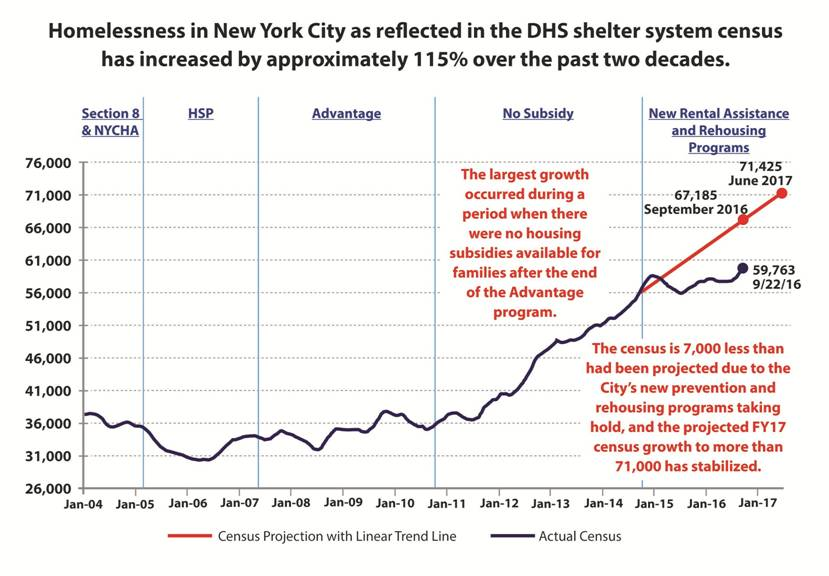 Homelessness in New York City as reflected in the DHS shelter system census
has increased by approximately 115% over the past two decades.
Section 8
& NYCHA
HSP
Advantage
No Subsidy
New Rental Assistance
and Rehousing
Programs
76,000
71,000
66,000
61,000
56,000
51,000
46,000
41,000
36,000
31,000
26,000
The largest growth
occurred during a
period when there
were no housing
subsidies available for
families after the end
of the Advantage
program.
71,425
June 2017
67,185
September 2016
59,763
9/22/16
The census is 7,000 less than
had been projected due to the
City's new prevention and
rehousing programs taking
hold, and the projected FY17
census growth to more than
71,000 has stabilized.
Jan-04 Jan-05 Jan-06 Jan-07 Jan-08 Jan-09 Jan-10 Jan-11 Jan-12 Jan-13 Jan-14 Jan-15 Jan-16 Jan-17
Census Projection with Linear Trend Line
Actual Census